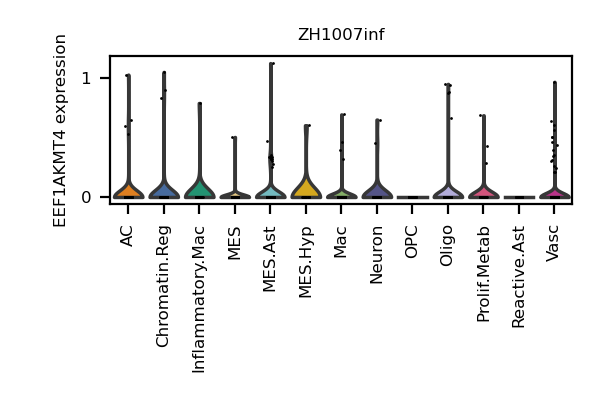 ZH1007inf
EEF1AKMT4 expression
1
0
AC
Chromatin.Reg
Inflammatory.Mac
MES
MES.Ast
MES.Hyp
Mac
Neuron
OPC
Oligo
Prolif.Metab
Reactive.Ast
Vasc